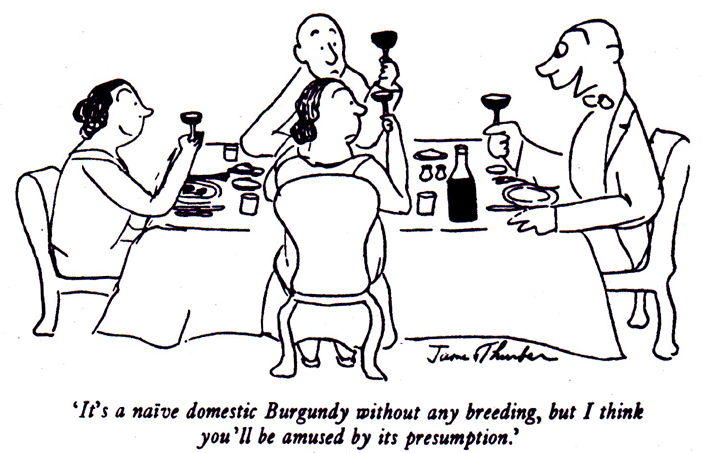 James Thurber
'It's a naïve domestic Burgundy without any breeding, but I think
you'll be amused by its presumption.'